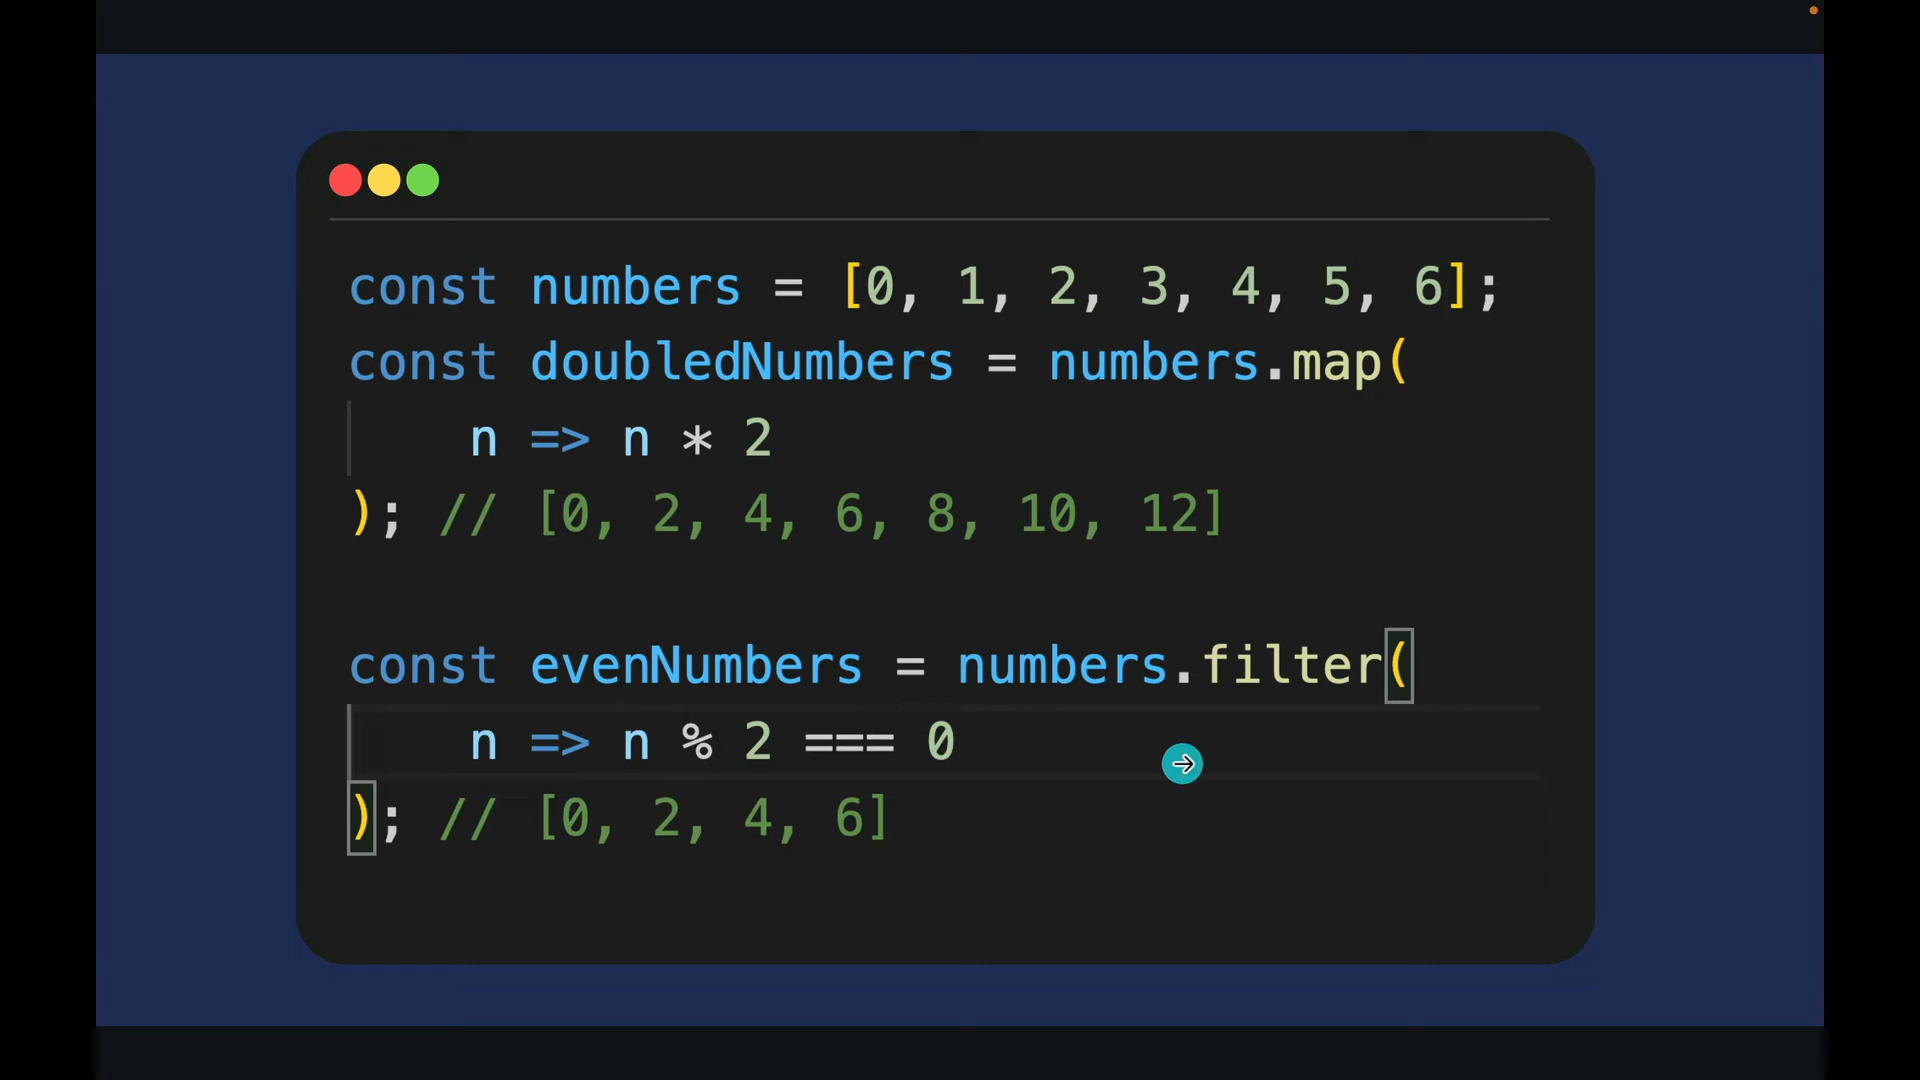 const numbers = [0, 1, 2, 3, 4, 5, 6];
const doubledNumbers = numbers.map(
    n => n * 2
); // [0, 2, 4, 6, 8, 10, 12]
const evenNumbers = numbers.filter(
    n => n % 2 === 0
); // [0, 2, 4, 6]